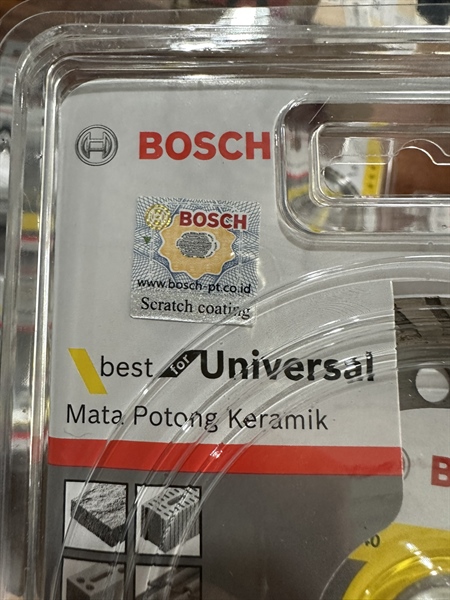 BOSCH
BOSCH
www.bosch-pt.co.id
Scratch coating
best for Universal
Mata Potong Keramik
B